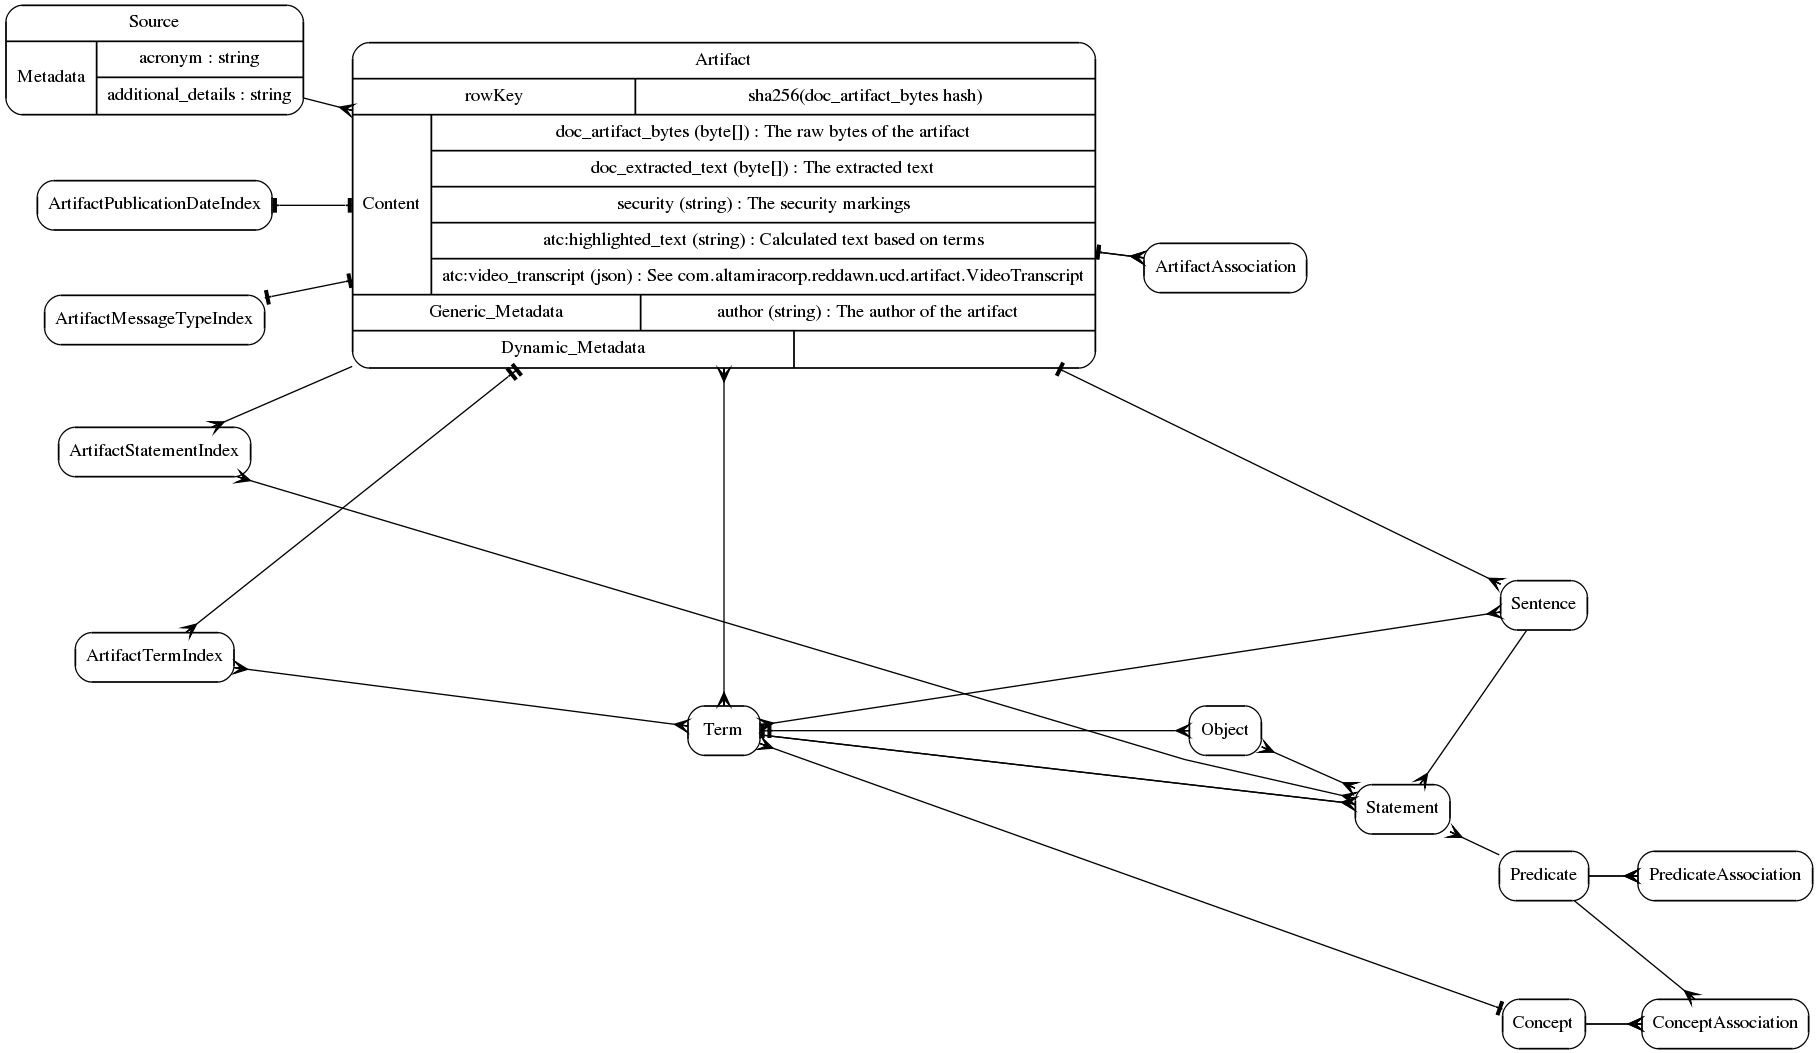 Source
Metadata
acronym : string
additional_details : string
Artifact
rowKey
sha256(doc_artifact_bytes hash)
Content
doc_artifact_bytes (byte[]) : The raw bytes of the artifact
doc_extracted_text (byte[]) : The extracted text
security (string) : The security markings
atc:highlighted_text (string) : Calculated text based on terms
atc:video_transcript (json) : See com.altamiracorp.reddawn.ucd.artifact.VideoTranscript
Generic_Metadata
author (string) : The author of the artifact
Dynamic_Metadata
ArtifactPublicationDateIndex
ArtifactMessageTypeIndex
ArtifactAssociation
ArtifactStatementIndex
ArtifactTermIndex
Sentence
Term
Object
Statement
Predicate
PredicateAssociation
Concept
ConceptAssociation